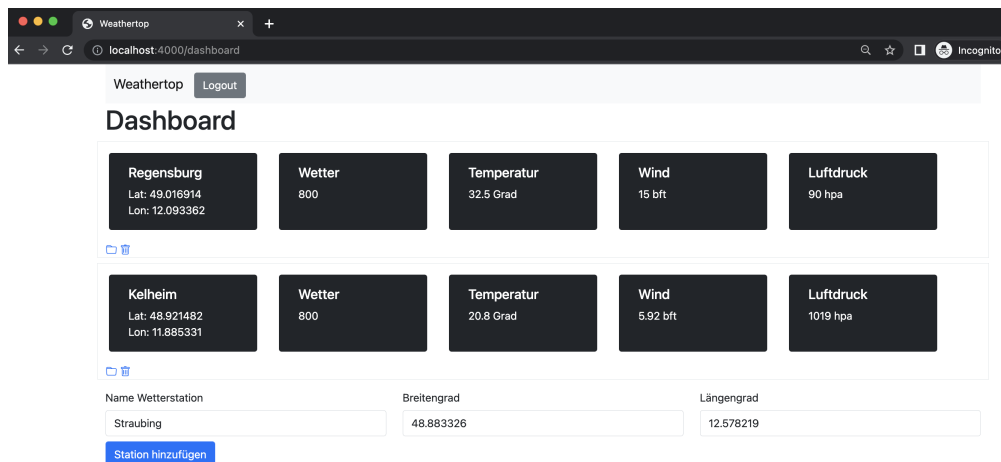 Weathertop
localhost:4000/dashboard
Incognito
Weathertop Logout
Dashboard
Regensburg
Lat: 49.016914
Lon: 12.093362
Wetter
800
Temperatur
32.5 Grad
Wind
15 bft
Luftdruck
90 hpa
Kelheim
Lat: 48.921482
Lon: 11.885331
Wetter
800
Temperatur
20.8 Grad
Wind
5.92 bft
Luftdruck
1019 hpa
Name Wetterstation
Straubing
Breitengrad
48.883326
Längengrad
12.578219
Station hinzufügen